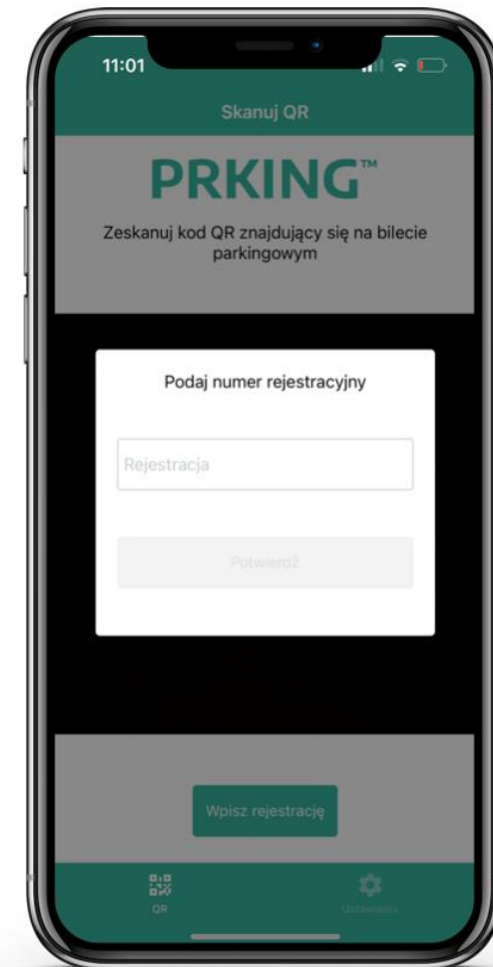 11:01
Skanuj QR
PRKING™
Zeskanuj kod QR znajdujący się na bilecie
parkingowym
Podaj numer rejestracyjny
Rejestracja
Potwierdź
Wpisz rejestrację
QR
Ustawienia